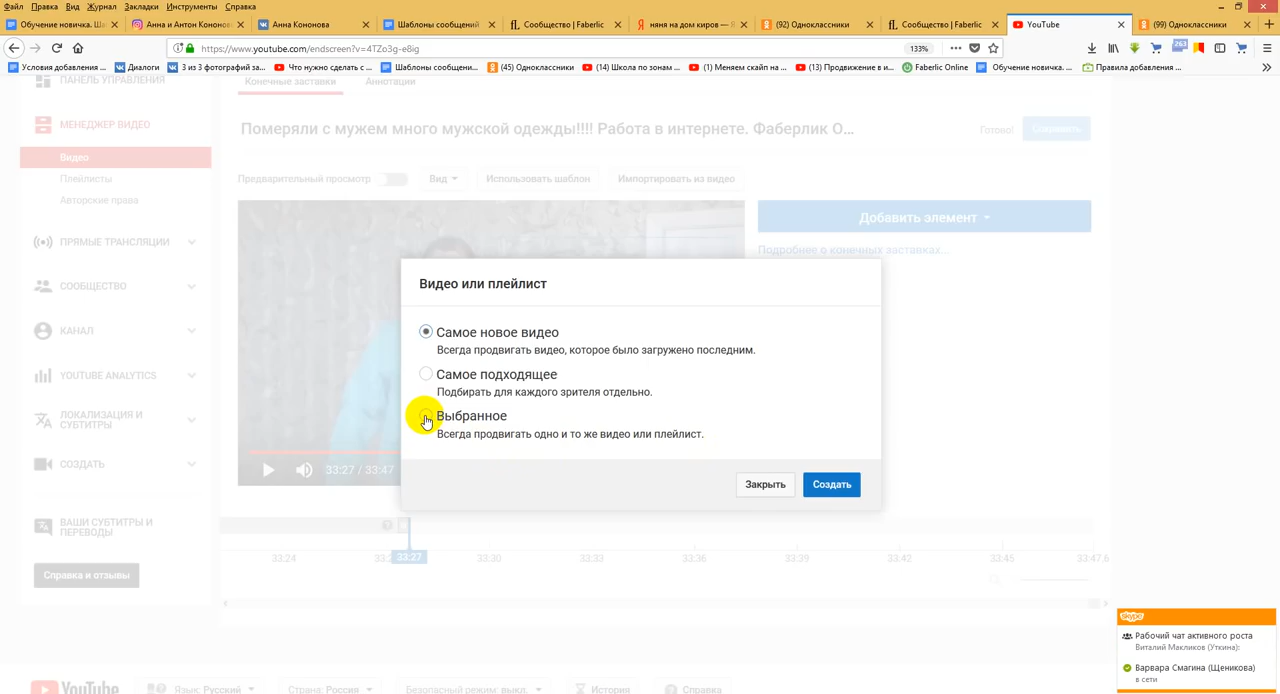 Файл Правка Вид Журнал Закладки Инструменты Справка
Обучение новичка. Ш Анна и Антон Кононов Анна Кононова Шаблоны сообщений Сообщество | Faberlic няня на дом киров — Я (92) Одноклассники Сообщество | Faberlic YouTube (99) Одноклассники
https://www.youtube.com/endscreen?v=4TZo3g-e8ig 133% 263
Условия добавления ... Диалоги 3 из 3 фотографий за... Что нужно сделать с ... Шаблоны сообщени... (45) Одноклассники (14) Школа по зонам ... (1) Меняем скайп на ... (13) Продвижение в и... Faberlic Online Обучение новичка. ... Правила добавления ...
ПАНЕЛЬ УПРАВЛЕНИЯ
Конечные заставки Аннотации
МЕНЕДЖЕР ВИДЕО
Померяли с мужем много мужской одежды!!!! Работа в интернете. Фаберлик О...
Готово! Сохранить
Видео
Плейлисты
Авторские права
Предварительный просмотр Вид Использовать шаблон Импортировать из видео
Добавить элемент
Подробнее о конечных заставках...
ПРЯМЫЕ ТРАНСЛЯЦИИ
СООБЩЕСТВО
КАНАЛ
YOUTUBE ANALYTICS
ЛОКАЛИЗАЦИЯ И
СУБТИТРЫ
СОЗДАТЬ
ВАШИ СУБТИТРЫ И
ПЕРЕВОДЫ
Справка и отзывы
Видео или плейлист
Самое новое видео
Всегда продвигать видео, которое было загружено последним.
Самое подходящее
Подбирать для каждого зрителя отдельно.
Выбранное
Всегда продвигать одно и то же видео или плейлист.
Закрыть Создать
33:27 / 33:47
33:24 33:27 33:30 33:33 33:36 33:39 33:42 33:45 33:47.6
skype
Рабочий чат активного роста
Виталий Макликов (Уткина):
Варвара Смагина (Щеникова)
в сети
YouTube Язык: Русский Страна: Россия Безопасный режим: выкл. История Справка